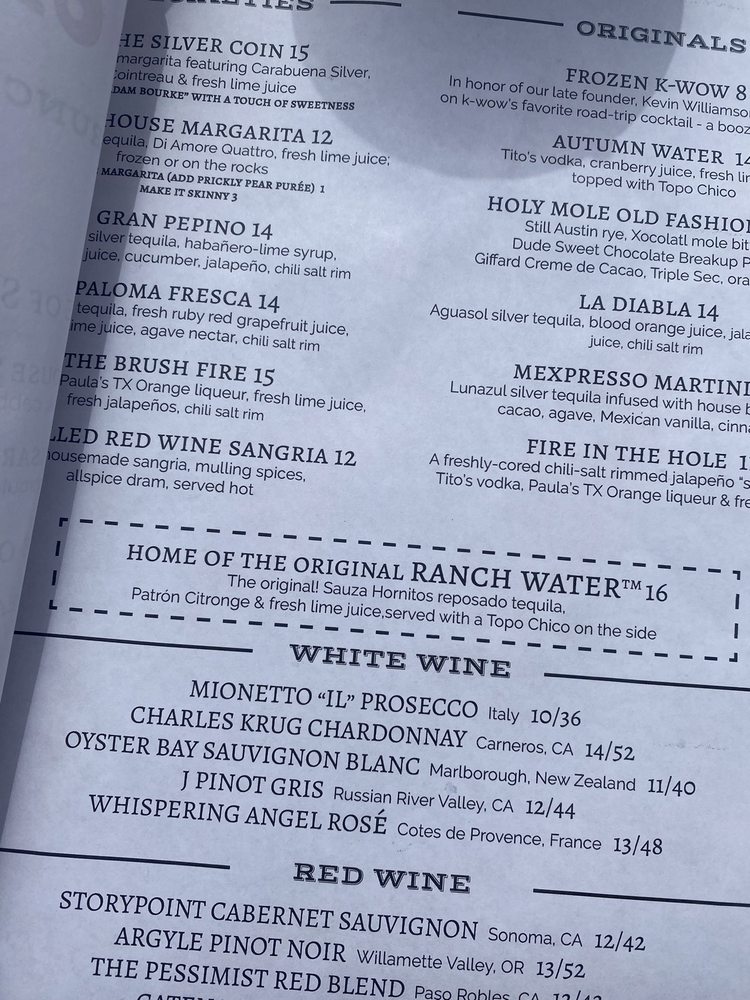 HE SILVER COIN 15
margarita featuring Carabuena Silver,
Cointreau & fresh lime juice
DAM BOURKE" WITH A TOUCH OF SWEETNESS
HOUSE MARGARITA 12
equila, Di Amore Quattro, fresh lime juice;
frozen or on the rocks
MARGARITA (ADD PRICKLY PEAR PURÉE) 1
MAKE IT SKINNY 3
GRAN PEPINO 14
silver tequila, habañero-lime syrup,
juice, cucumber, jalapeño, chili salt rim
PALOMA FRESCA 14
tequila, fresh ruby red grapefruit juice,
ime juice, agave nectar, chili salt rim
THE BRUSH FIRE 15
Paula's TX Orange liqueur, fresh lime juice,
fresh jalapeños, chili salt rim
LLED RED WINE SANGRIA 12
housemade sangria, mulling spices,
allspice dram, served hot
ORIGINALS
FROZEN K-WOW 8
In honor of our late founder, Kevin Williamson
on k-wow's favorite road-trip cocktail - a booz
AUTUMN WATER 14
Tito's vodka, cranberry juice, fresh lim
topped with Topo Chico
HOLY MOLE OLD FASHION
Still Austin rye, Xocolatl mole bit
Dude Sweet Chocolate Breakup P
Giffard Creme de Cacao, Triple Sec, ora
LA DIABLA 14
Aguasol silver tequila, blood orange juice, jala
juice, chili salt rim
MEXPRESSO MARTINI
Lunazul silver tequila infused with house b
cacao, agave, Mexican vanilla, cinna
FIRE IN THE HOLE 1
A freshly-cored chili-salt rimmed jalapeño "s
Tito's vodka, Paula's TX Orange liqueur & fre
HOME OF THE ORIGINAL RANCH WATER™ 16
The original! Sauza Hornitos reposado tequila,
Patrón Citronge & fresh lime juice,served with a Topo Chico on the side
WHITE WINE
MIONETTO "IL" PROSECCO Italy 10/36
CHARLES KRUG CHARDONNAY Carneros, CA 14/52
OYSTER BAY SAUVIGNON BLANC Marlborough, New Zealand 11/40
J PINOT GRIS Russian River Valley, CA 12/44
WHISPERING ANGEL ROSÉ Cotes de Provence, France 13/48
RED WINE
STORYPOINT CABERNET SAUVIGNON Sonoma, CA 12/42
ARGYLE PINOT NOIR Willamette Valley, OR 13/52
THE PESSIMIST RED BLEND Paso Robles, CA